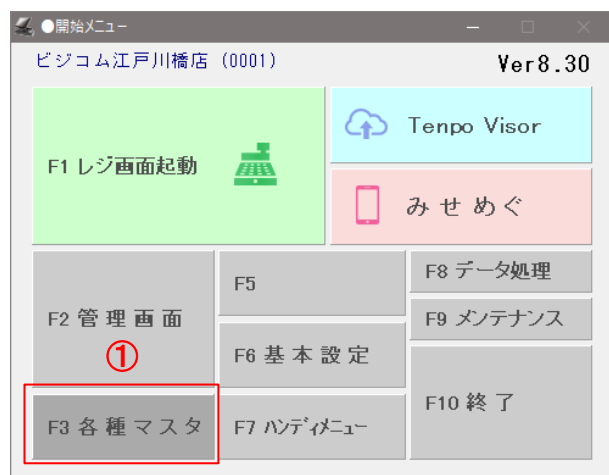 ●開始メニュー
ビジコム江戸川橋店 (0001)
Ver8.30
F1 レジ画面起動
Tenpo Visor
みせめぐ
F2 管理画面
①
F3 各種マスタ
F5
F6 基本設定
F7 ハンディメニュー
F8 データ処理
F9 メンテナンス
F10 終了